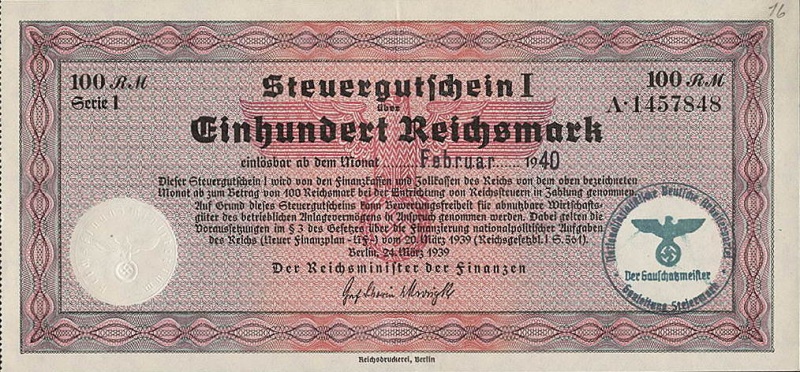 16
100 RM
Serie I
Steuergutschein I
über
Einhundert Reichsmark
100 RM
A·1457848
einlösbar ab dem Monat ...... Februar ..... 1940
Dieser Steuergutschein I wird von den Finanzkassen und Zollkassen des Reichs von dem oben bezeichneten
Monat ab zum Betrag von 100 Reichsmark bei der Entrichtung von Reichssteuern in Zahlung genommen.
Auf Grund dieses Steuergutscheins kann Bewertungsfreiheit für abnutzbare Wirtschafts-
güter des betrieblichen Anlagevermögens in Anspruch genommen werden. Dabei gelten die
Voraussetzungen im § 3 des Gesetzes über die Finanzierung nationalpolitischer Aufgaben
des Reichs (Neuer Finanzplan - NF-) vom 20. März 1939 (Reichsgesetzbl. I S. 561).
Berlin, 24. März 1939
Der Reichsminister der Finanzen
Nationalsozialistische Deutsche Arbeiterpartei
Der Gauschatzmeister
Gauleitung Steiermark
Reichsdruckerei, Berlin